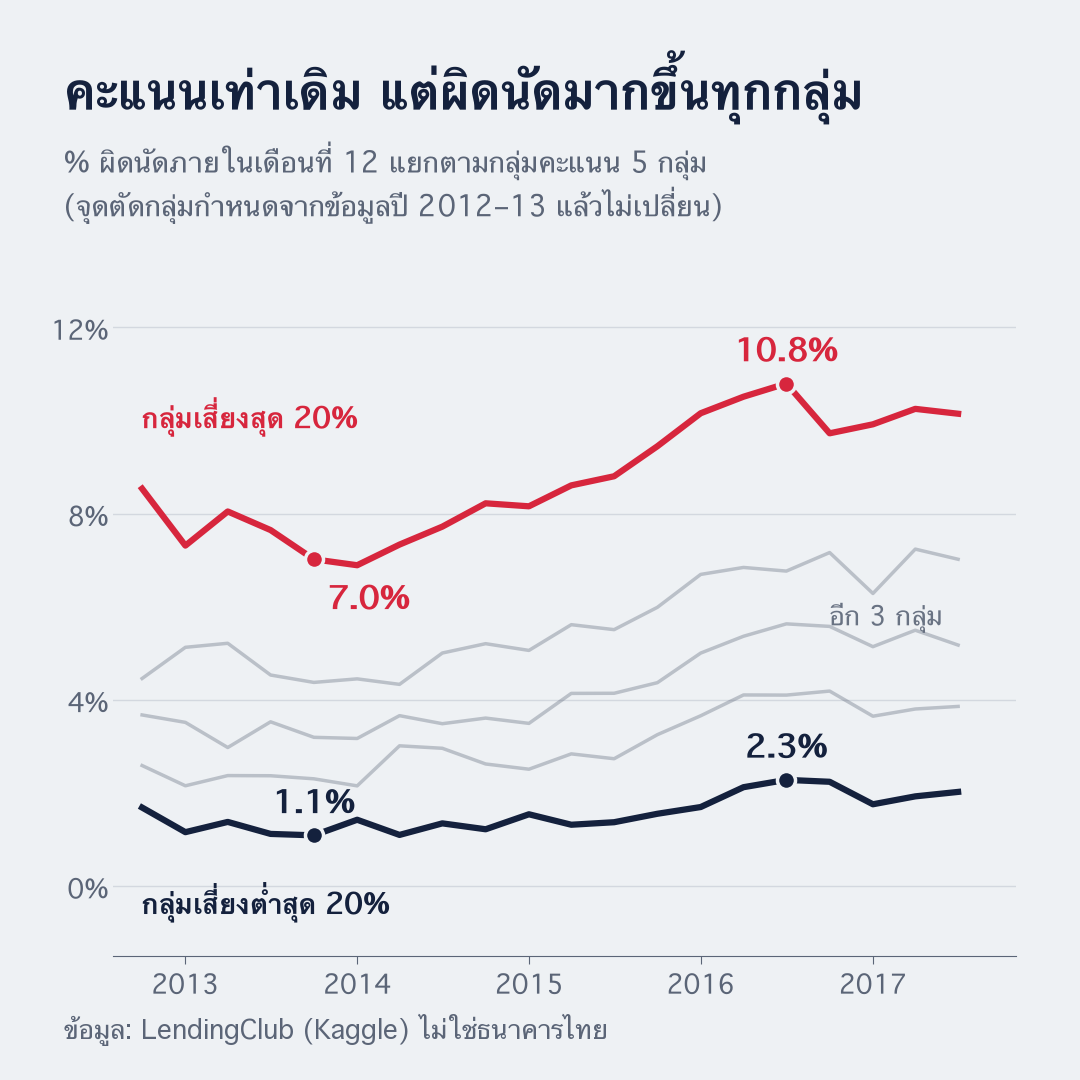 คะแนนเท่าเดิม แต่ผิดนัดมากขึ้นทุกกลุ่ม
% ผิดนัดภายในเดือนที่ 12 แยกตามกลุ่มคะแนน 5 กลุ่ม
(จุดตัดกลุ่มกำหนดจากข้อมูลปี 2012–13 แล้วไม่เปลี่ยน)
12%
10.8%
กลุ่มเสี่ยงสุด 20%
8%
7.0%
อีก 3 กลุ่ม
4%
2.3%
1.1%
0%
กลุ่มเสี่ยงต่ำสุด 20%
2013 2014 2015 2016 2017
ข้อมูล: LendingClub (Kaggle) ไม่ใช่ธนาคารไทย